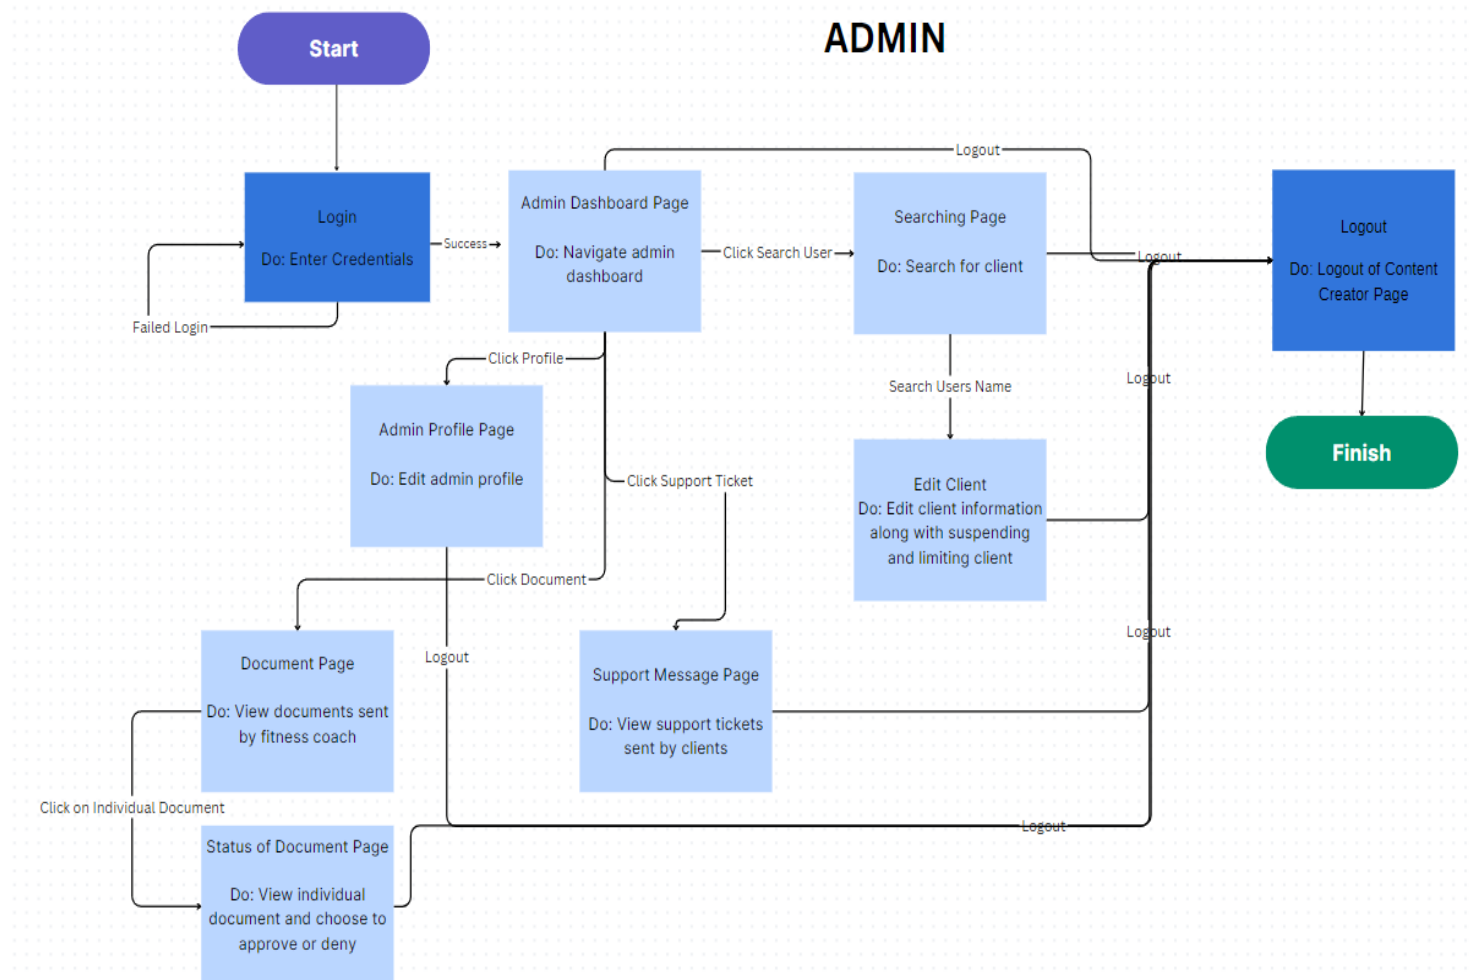 ADMIN
Start
Logout
Login
Do: Enter Credentials
Success
Failed Login
Admin Dashboard Page
Do: Navigate admin
dashboard
Click Search User
Searching Page
Do: Search for client
Logout
Logout
Do: Logout of Content
Creator Page
Click Profile
Search Users Name
Logout
Finish
Admin Profile Page
Do: Edit admin profile
Click Support Ticket
Edit Client
Do: Edit client information
along with suspending
and limiting client
Click Document
Logout
Document Page
Do: View documents sent
by fitness coach
Logout
Support Message Page
Do: View support tickets
sent by clients
Click on Individual Document
Logout
Status of Document Page
Do: View individual
document and choose to
approve or deny